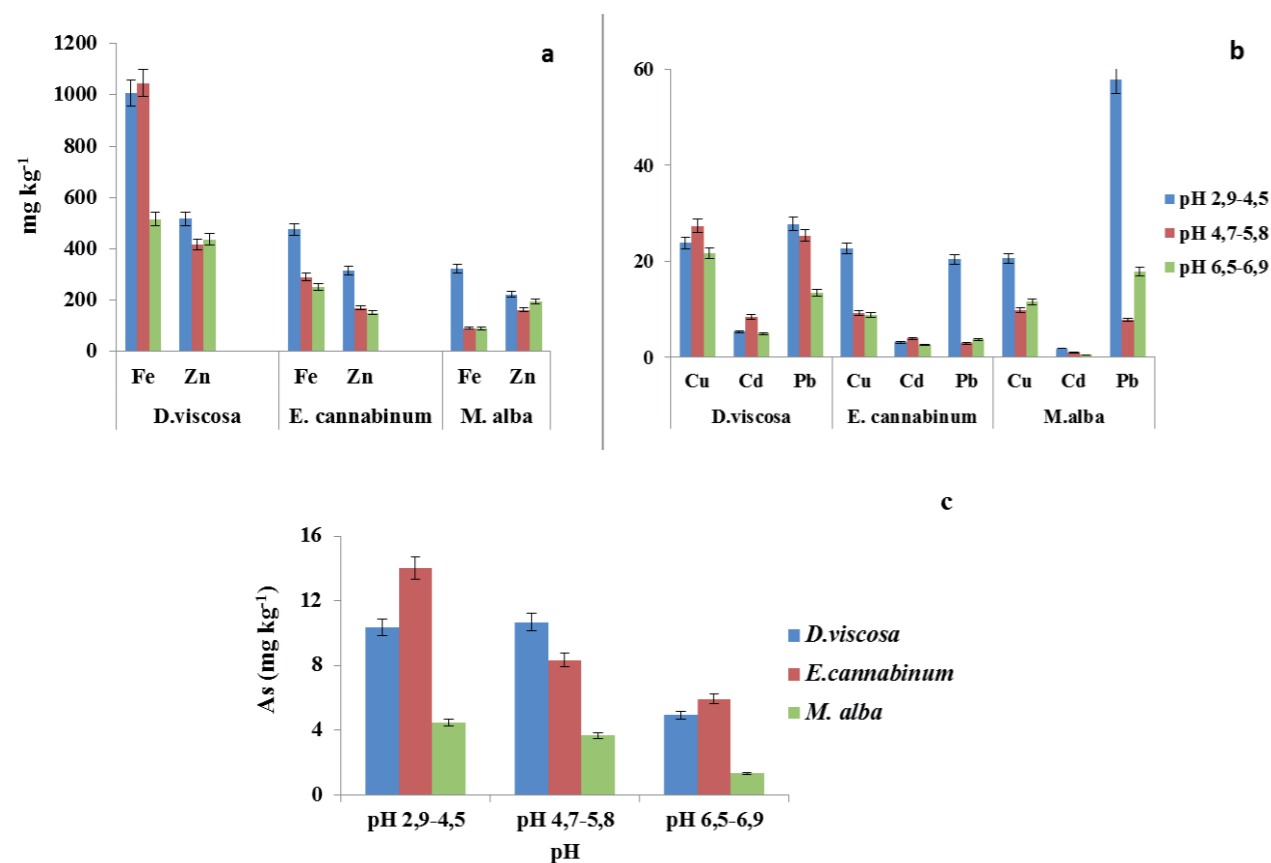 a
1200
1000
800
600
400
200
0
mg kg-1
Fe Zn Fe Zn Fe Zn
D.viscosa E. cannabinum M. alba
b
60
40
20
0
Cu Cd Pb Cu Cd Pb Cu Cd Pb
D.viscosa E. cannabinum M.alba
pH 2,9-4,5
pH 4,7-5,8
pH 6,5-6,9
c
16
12
8
4
0
As (mg kg-1)
pH 2,9-4,5 pH 4,7-5,8 pH 6,5-6,9
pH
D.viscosa
E.cannabinum
M. alba